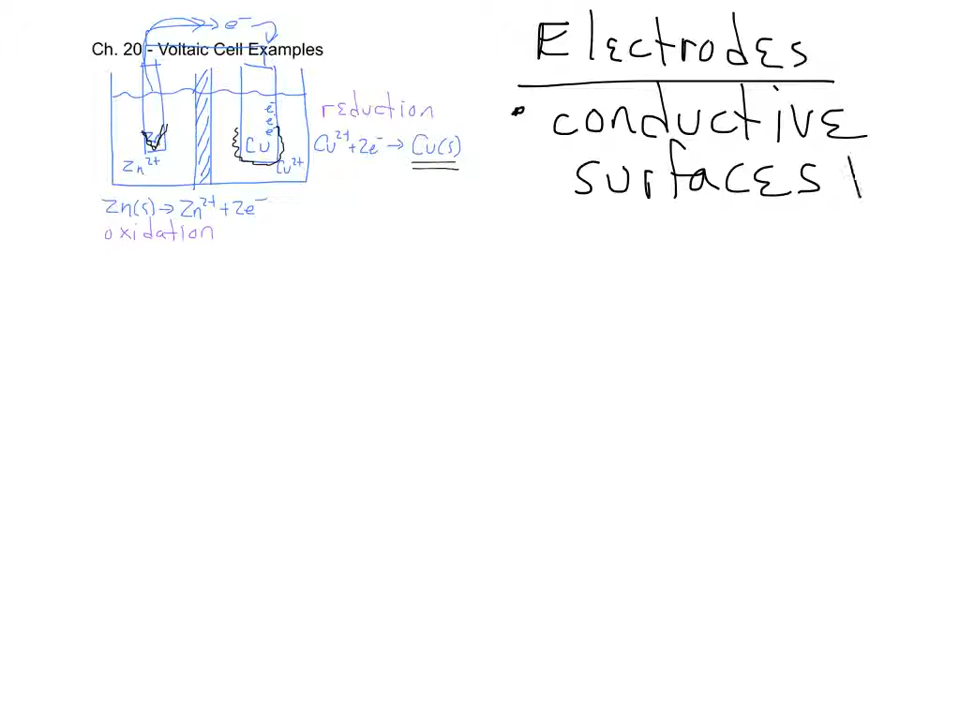 e⁻
Ch. 20 - Voltaic Cell Examples
e⁻
e⁻
e⁻
Cu
Zn²⁺
Cu²⁺
reduction
Cu²⁺+2e⁻ → Cu(s)
Zn(s) → Zn²⁺ + 2e⁻
oxidation
Electrodes
• conductive
surfaces